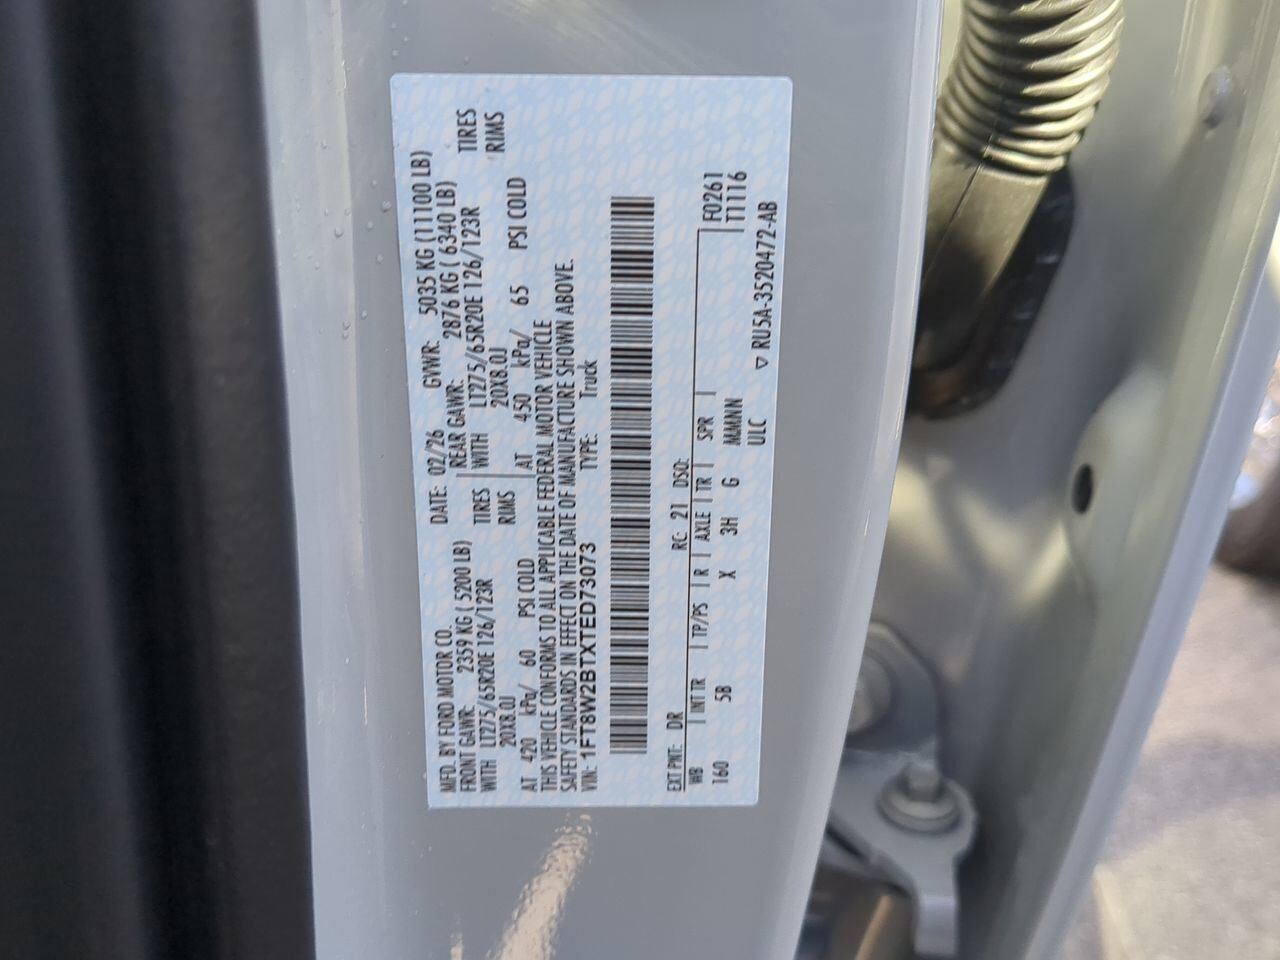 MFD. BY FORD MOTOR CO. DATE: 02/26 GVWR: 5035 KG (11100 LB)
FRONT GAWR: 2359 KG ( 5200 LB) REAR GAWR: 2876 KG ( 6340 LB)
WITH LT275/65R20E 126/123R TIRES WITH LT275/65R20E 126/123R TIRES
20X8.0J RIMS 20X8.0J RIMS
AT 420 kPa/ 60 PSI COLD AT 450 kPa/ 65 PSI COLD
THIS VEHICLE CONFORMS TO ALL APPLICABLE FEDERAL MOTOR VEHICLE
SAFETY STANDARDS IN EFFECT ON THE DATE OF MANUFACTURE SHOWN ABOVE.
VIN: 1FT8W2BTXTED73073 TYPE: Truck
EXT PNT: DR RC: 21 DSO:
WB INT TR TP/PS R AXLE TR SPR F0261
160 5B X 3H G MMNNN T1116
ULC ▽ RU5A-3520472-AB